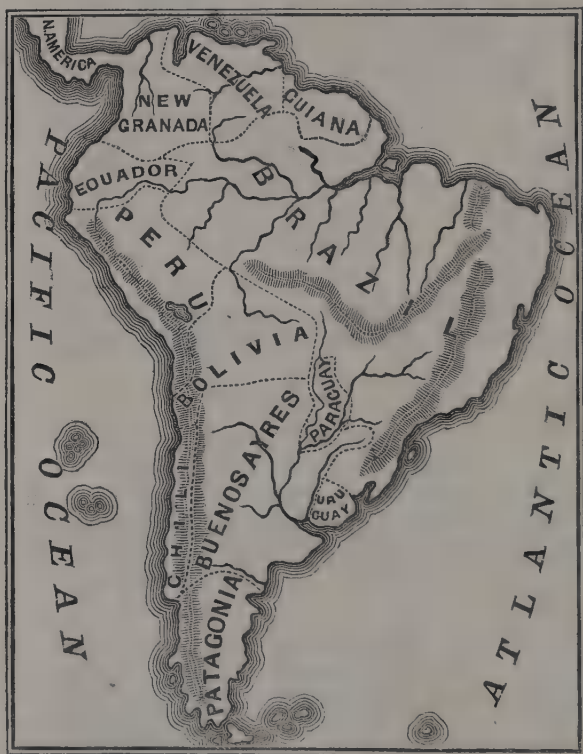 N. AMERICA
VENEZUELA
NEW
GRANADA
GUIANA
EQUADOR
BRAZIL
PERU
BOLIVIA
PARAGUAY
BUENOS AYRES
URU
GUAY
CHILI
PATAGONIA
PACIFIC OCEAN
ATLANTIC OCEAN